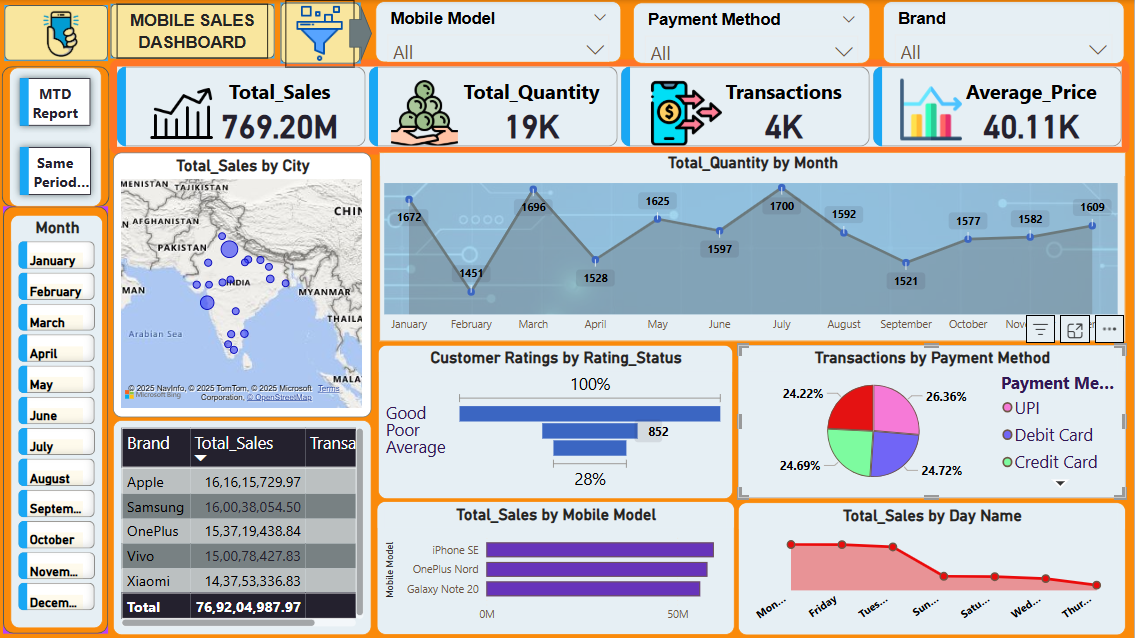 MOBILE SALES
DASHBOARD
Mobile Model
All
Payment Method
All
Brand
All
MTD
Report
Same
Period...
Total_Sales
769.20M
Total_Quantity
19K
Transactions
4K
Average_Price
40.11K
Month
January
February
March
April
May
June
July
August
Septem...
October
Novem...
Decem...
Total_Sales by City
MENISTAN
TAJIKISTAN
CHIN
AFGHANISTAN
PAKISTAN
INDIA
MAN
MYANMAR
THAILA
Arabian Sea
MALA
© 2025 NavInfo, © 2025 TomTom, © 2025 Microsoft Terms
Microsoft Bing
Corporation, © OpenStreetMap
Total_Quantity by Month
1672
1451
1696
1528
1625
1597
1700
1592
1521
1577
1582
1609
January February March April May June July August September October
Customer Ratings by Rating_Status
100%
Good
Poor
852
Average
28%
Transactions by Payment Method
24.22%
26.36%
24.69%
24.72%
Payment Me...
UPI
Debit Card
Credit Card
Brand Total_Sales Transa
Apple 16,16,15,729.97
Samsung 16,00,38,054.50
OnePlus 15,37,19,438.84
Vivo 15,00,78,427.83
Xiaomi 14,37,53,336.83
Total 76,92,04,987.97
Total_Sales by Mobile Model
Mobile Model
iPhone SE
OnePlus Nord
Galaxy Note 20
0M 50M
Total_Sales by Day Name
Mon... Friday Tues... Sun... Satu... Wed... Thur...